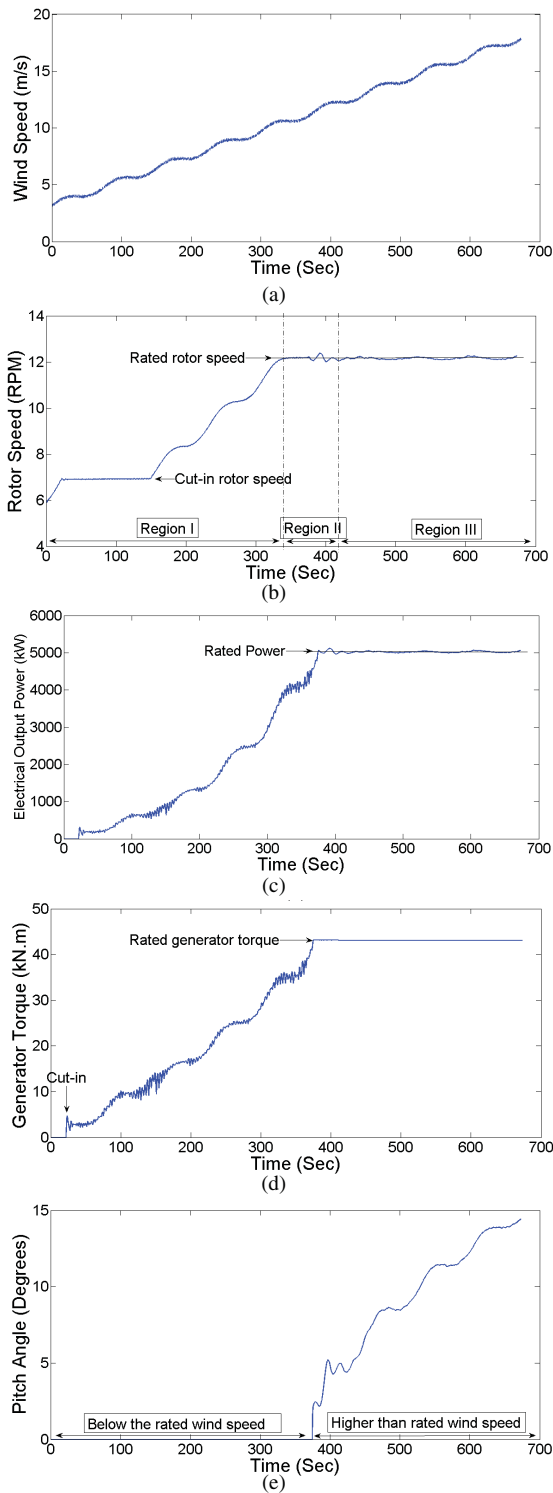 20
15
10
5
0
Wind Speed (m/s)
0 100 200 300 400 500 600 700
Time (Sec)
(a)
14
12
10
8
6
4
Rotor Speed (RPM)
Rated rotor speed
Cut-in rotor speed
Region I
Region II
Region III
0 100 200 300 400 500 600 700
Time (Sec)
(b)
6000
5000
4000
3000
2000
1000
0
Electrical Output Power (kW)
Rated Power
0 100 200 300 400 500 600 700
Time (Sec)
(c)
50
40
30
20
10
0
Generator Torque (kN.m)
Rated generator torque
Cut-in
0 100 200 300 400 500 600 700
Time (Sec)
(d)
15
10
5
0
Pitch Angle (Degrees)
Below the rated wind speed
Higher than rated wind speed
0 100 200 300 400 500 600 700
Time (Sec)
(e)